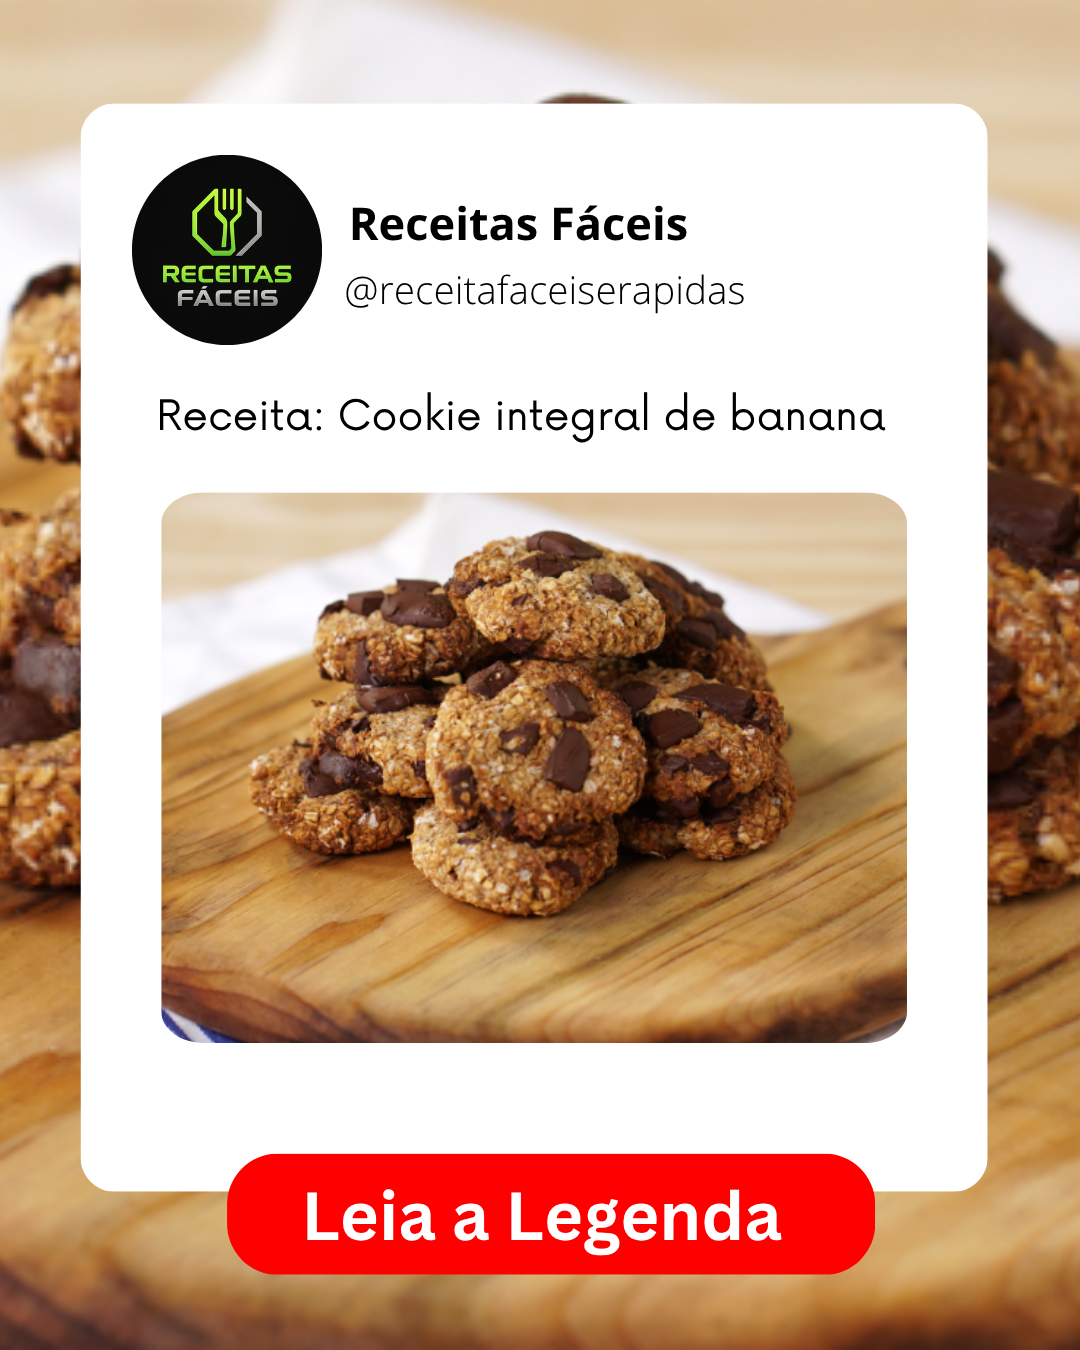 RECEITAS
FÁCEIS
Receitas Fáceis
@receitafaceiserapidas
Receita: Cookie integral de banana
Leia a Legenda